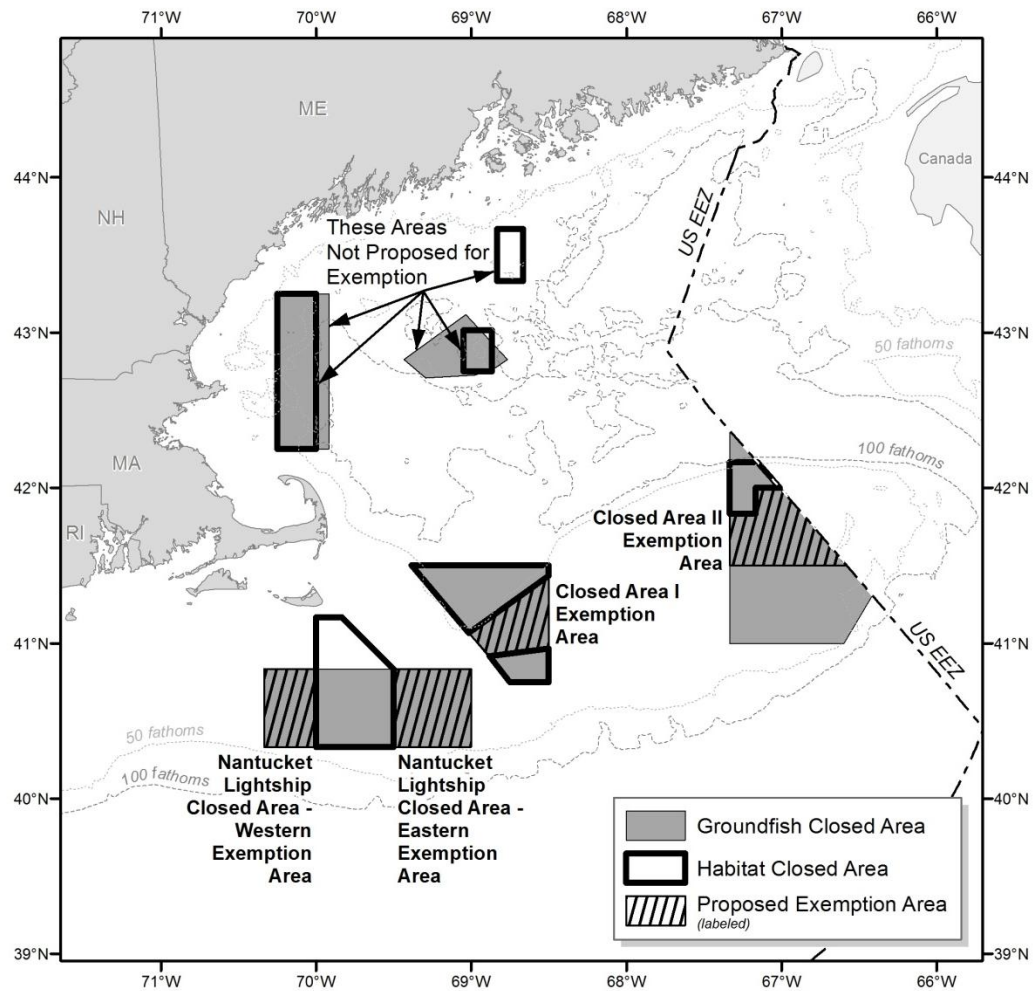 71°W 70°W 69°W 68°W 67°W 66°W
ME
Canada
44°N
44°N
NH
These Areas
Not Proposed for
Exemption
US EEZ
43°N
43°N
50 fathoms
100 fathoms
MA
42°N
42°N
RI
Closed Area II
Exemption
Area
Closed Area I
Exemption
Area
41°N
41°N
US EEZ
50 fathoms
100 fathoms
Nantucket
Lightship
Closed Area -
Western
Exemption
Area
Nantucket
Lightship
Closed Area -
Eastern
Exemption
Area
40°N
40°N
Groundfish Closed Area
Habitat Closed Area
Proposed Exemption Area
(labeled)
39°N
39°N
71°W 70°W 69°W 68°W 67°W 66°W